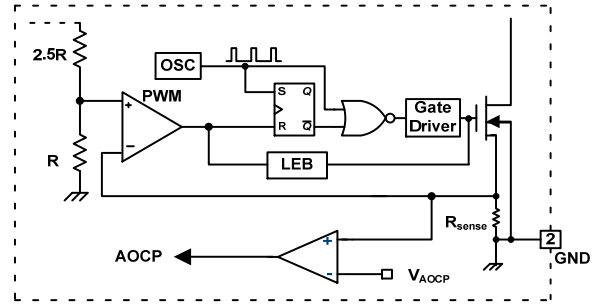 2.5R
OSC
PWM
S Q
R Q̅
Gate
Driver
+
-
R
LEB
Rsense
2
GND
AOCP
+
-
VAOCP